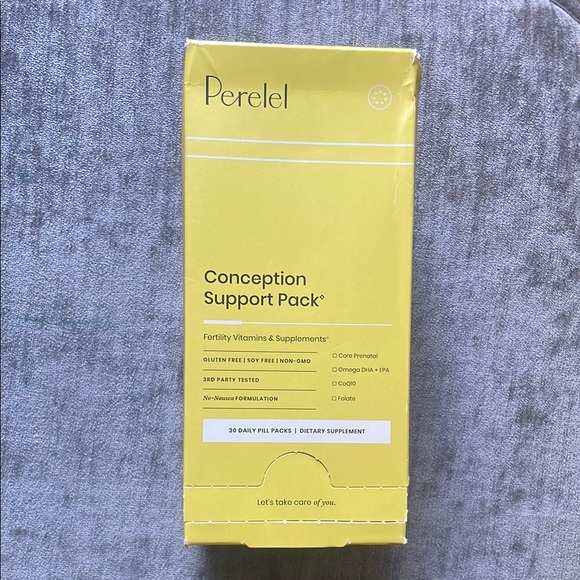 Perelel
Conception
Support Pack⋄
Fertility Vitamins & Supplements⋄
GLUTEN FREE | SOY FREE | NON-GMO
3RD PARTY TESTED
No-Nausea FORMULATION
☐ Core Prenatal
☐ Omega DHA + EPA
☐ CoQ10
☐ Folate
30 DAILY PILL PACKS | DIETARY SUPPLEMENT
Let's take care of you.